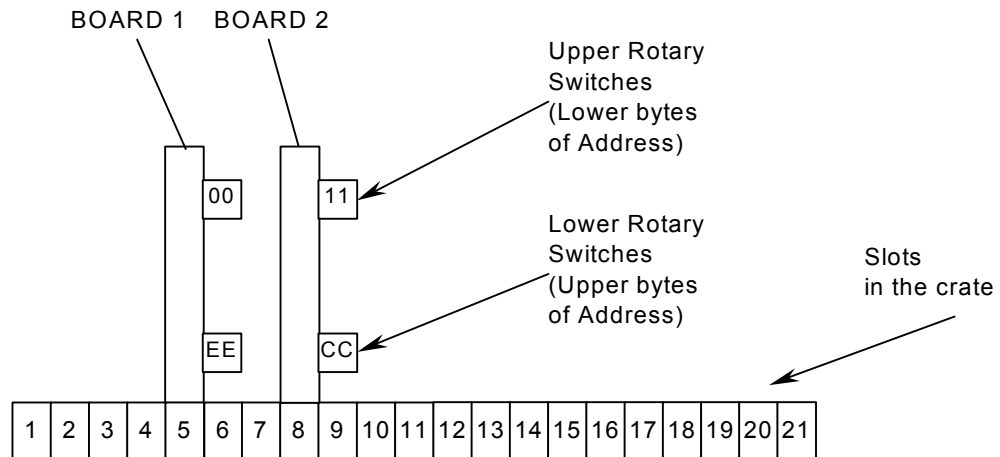 BOARD 1 BOARD 2
Upper Rotary
Switches
(Lower bytes
of Address)
00 11
Lower Rotary
Switches
(Upper bytes
of Address)
Slots
in the crate
EE CC
1 2 3 4 5 6 7 8 9 10 11 12 13 14 15 16 17 18 19 20 21